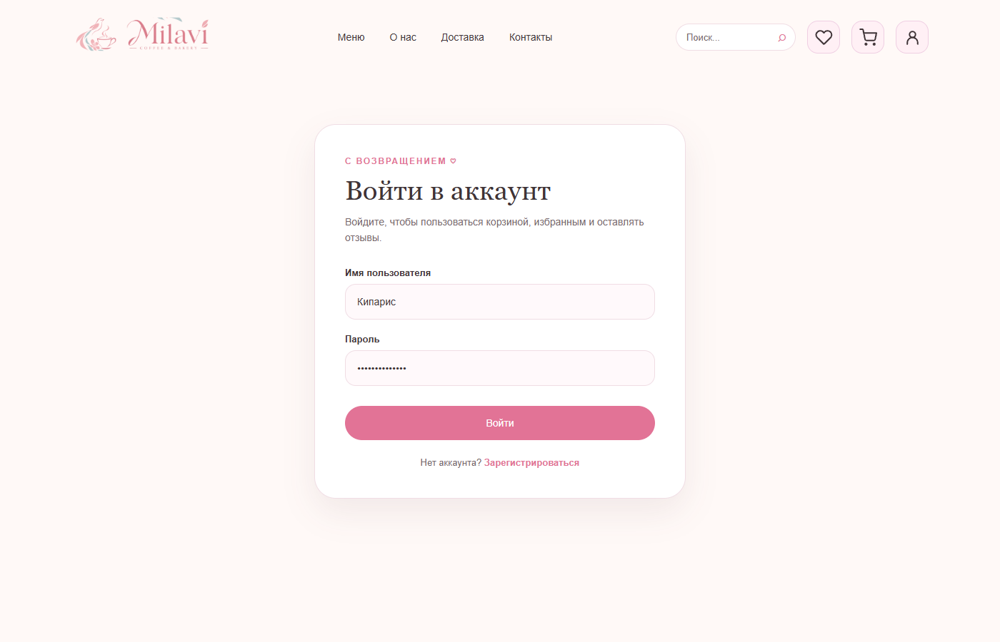 Milavi
COFFEE & BAKERY
Меню
О нас
Доставка
Контакты
Поиск...
С ВОЗВРАЩЕНИЕМ ♡
Войти в аккаунт
Войдите, чтобы пользоваться корзиной, избранным и оставлять
отзывы.
Имя пользователя
Кипарис
Пароль
••••••••••••••
Войти
Нет аккаунта? Зарегистрироваться